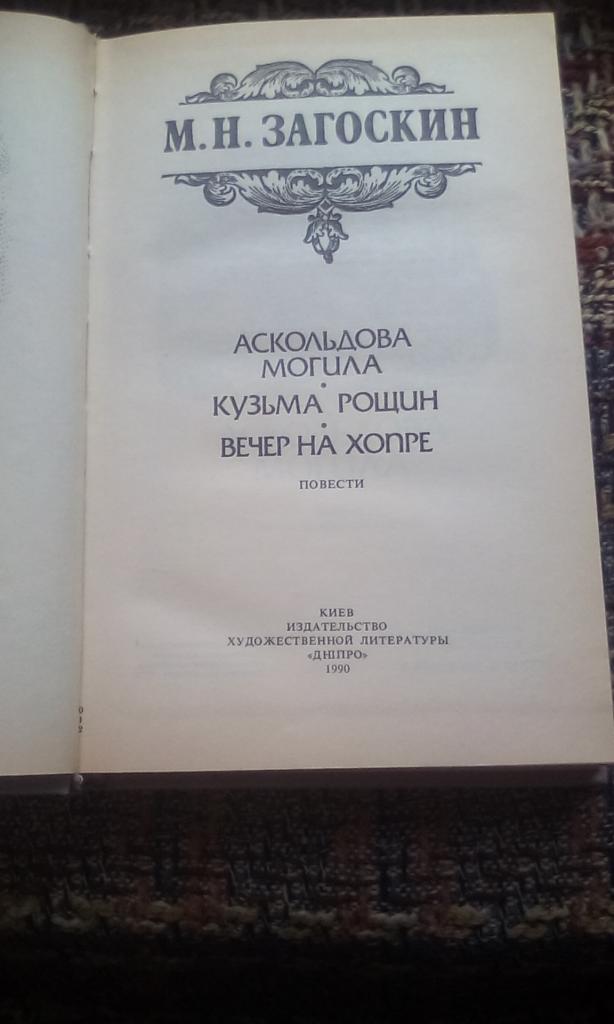 М. Н. ЗАГОСКИН
АСКОЛЬДОВА
МОГИЛА
•
КУЗЬМА РОЩИН
•
ВЕЧЕР НА ХОПРЕ
ПОВЕСТИ
КИЕВ
ИЗДАТЕЛЬСТВО
ХУДОЖЕСТВЕННОЙ ЛИТЕРАТУРЫ
«ДНІПРО»
1990